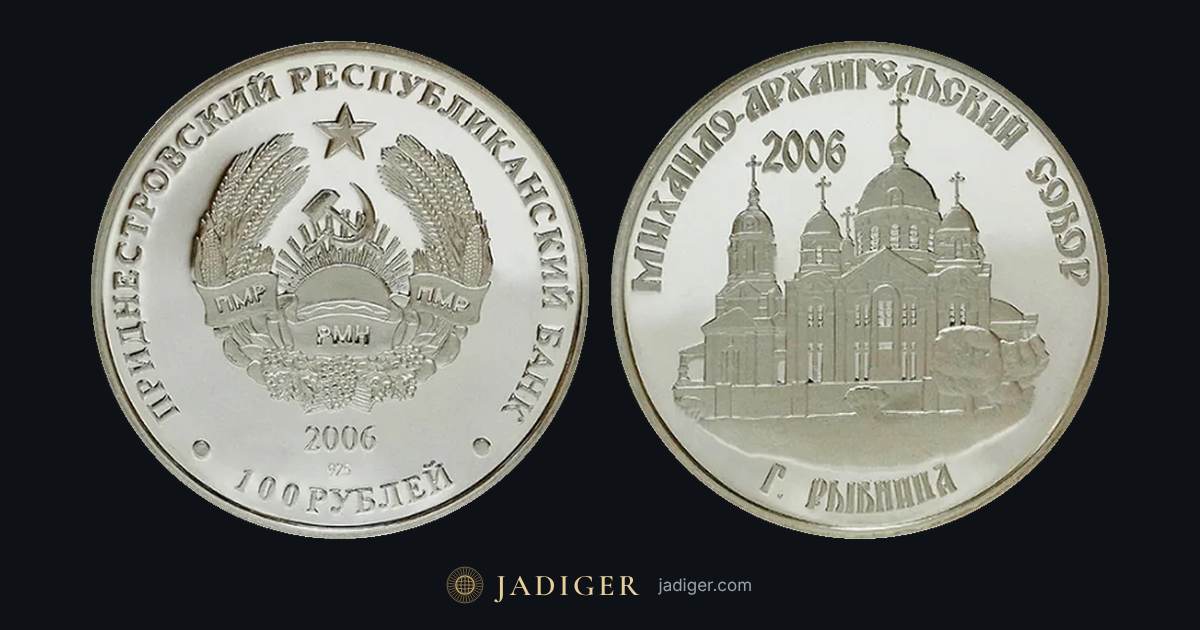 ПРИДНЕСТРОВСКИЙ РЕСПУБЛИКАНСКИЙ БАНК
ПМР
ПМР
РМН
2006
925
100 РУБЛЕЙ
МИХАЙЛО-АРХАНГЕЛЬСКИЙ СОБОР
2006
Г. РЫБНИЦА
JADIGER
jadiger.com